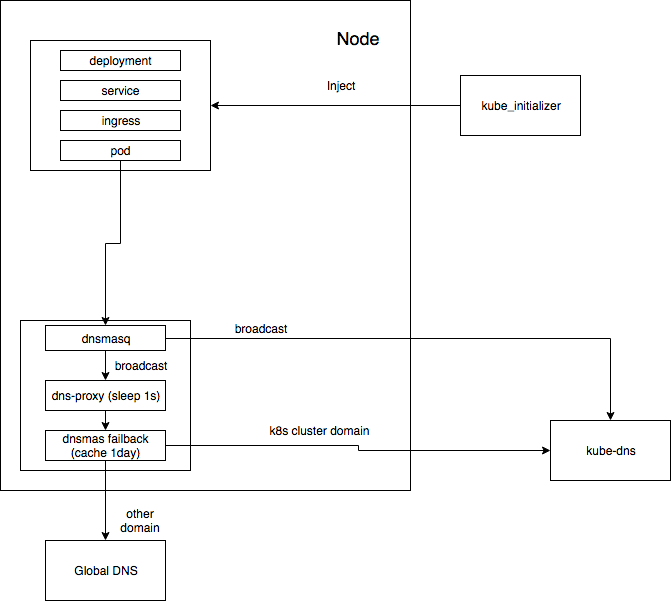 Node
deployment
service
ingress
pod
Inject
kube_initializer
dnsmasq
broadcast
broadcast
dns-proxy (sleep 1s)
dnsmas failback
(cache 1day)
k8s cluster domain
kube-dns
other
domain
Global DNS